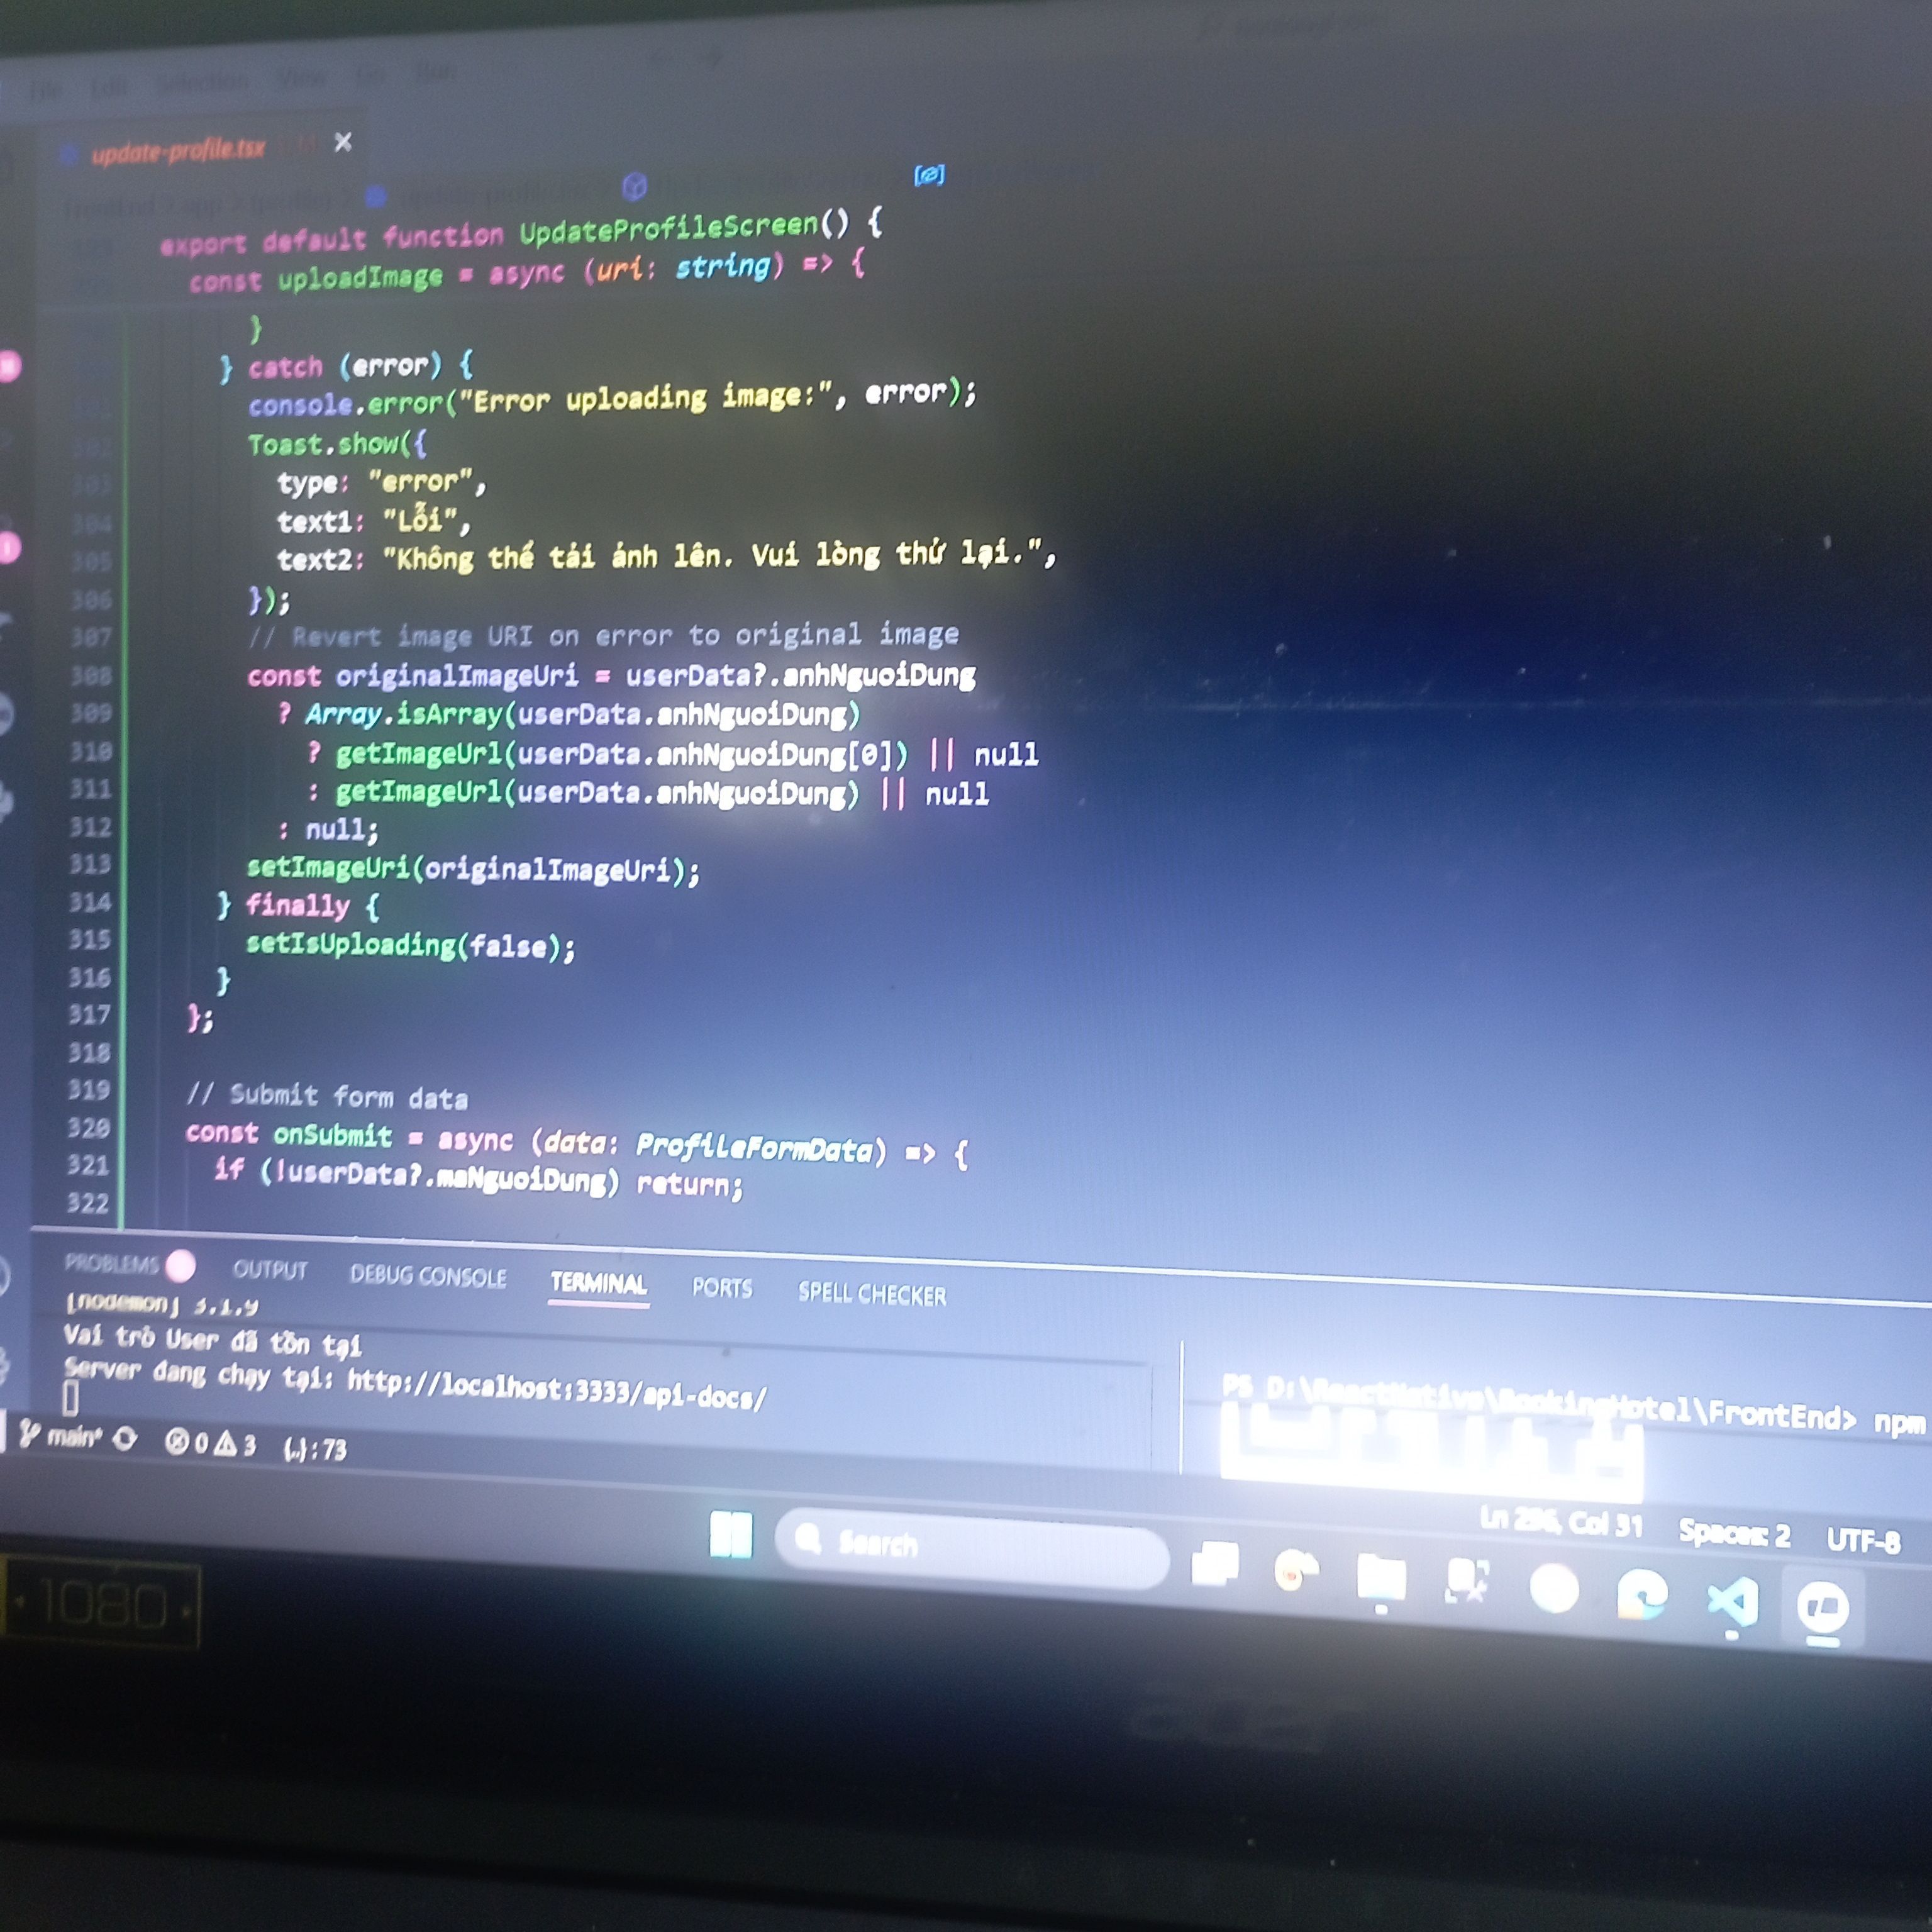 File Edit Selection View Go Run
update-profile.tsx
export default function UpdateProfileScreen() {
const uploadImage = async (uri: string) => {
}
} catch (error) {
console.error("Error uploading image:", error);
302 Toast.show({
303 type: "error",
304 text1: "Lỗi",
305 text2: "Không thể tải ảnh lên. Vui lòng thử lại.",
306 });
307 // Revert image URI on error to original image
308 const originalImageUri = userData?.anhNguoiDung
309 ? Array.isArray(userData.anhNguoiDung)
310 ? getImageUrl(userData.anhNguoiDung[0]) || null
311 : getImageUrl(userData.anhNguoiDung) || null
312 : null;
313 setImageUri(originalImageUri);
314 } finally {
315 setIsUploading(false);
316 }
317 };
318
319 // Submit form data
320 const onSubmit = async (data: ProfileFormData) => {
321 if (!userData?.maNguoiDung) return;
322
PROBLEMS OUTPUT DEBUG CONSOLE TERMINAL PORTS SPELL CHECKER
[nodemon] 3.1.9
Vai trò User đã tồn tại
Server đang chạy tại: http://localhost:3333/api-docs/
PS D:\ReactNative\BookingHotel\FrontEnd> npm
main* 0 3 {..}: 73
Ln 296, Col 31 Spaces: 2 UTF-8
Search
1080